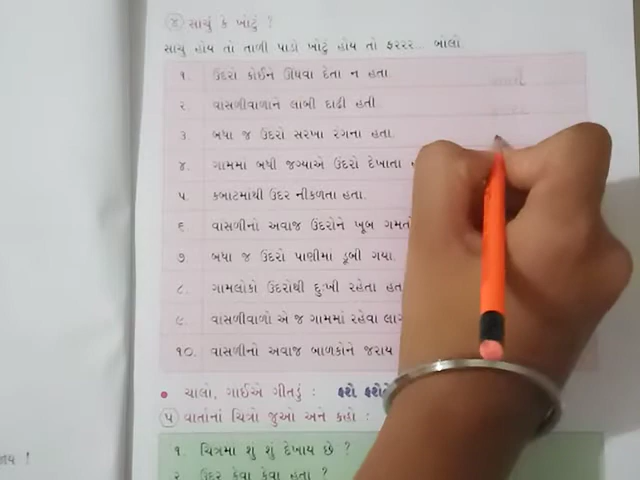 ૪ સાચું કે ખોટું ?
સાચુ હોય તો તાળી પાડો ખોટું હોય તો ફરરર... બોલો.
૧. ઉંદરો કોઈને ઊંઘવા દેતા ન હતા.
૨. વાસળીવાળાને લાંબી દાઢી હતી.
૩. બધા જ ઉંદરો સરખા રંગના હતા.
૪. ગામમાં બધી જગ્યાએ ઉંદરો દેખાતા
૫. કબાટમાંથી ઉંદર નીકળતા હતા.
૬. વાંસળીનો અવાજ ઉંદરોને ખૂબ ગમતો
૭. બધા જ ઉંદરો પાણીમાં ડૂબી ગયા.
૮. ગામલોકો ઉંદરોથી દુઃખી રહેતા હતા
૯. વાંસળીવાળો એ જ ગામમાં રહેવા
૧૦. વાંસળીનો અવાજ બાળકોને જરાય
• ચાલો, ગાઈએ ગીતડું :
૫ વાર્તાનાં ચિત્રો જુઓ અને કહો :
૧. ચિત્રમાં શું શું દેખાય છે ?
૨. ઉંદર કેવા કેવા હતા ?